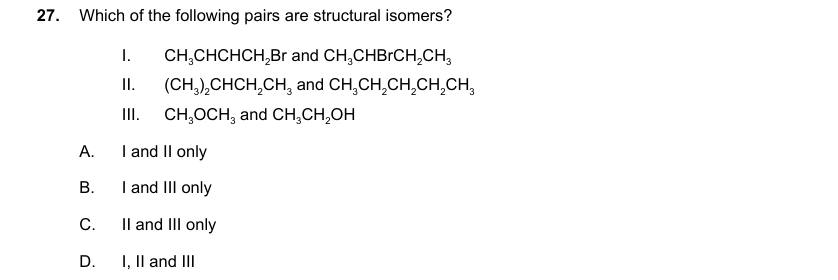 27. Which of the following pairs are structural isomers?
I. CH₃CHCHCH₂Br and CH₃CHBrCH₂CH₃
II. (CH₃)₂CHCH₂CH₃ and CH₃CH₂CH₂CH₂CH₃
III. CH₃OCH₃ and CH₃CH₂OH
A. I and II only
B. I and III only
C. II and III only
D. I, II and III